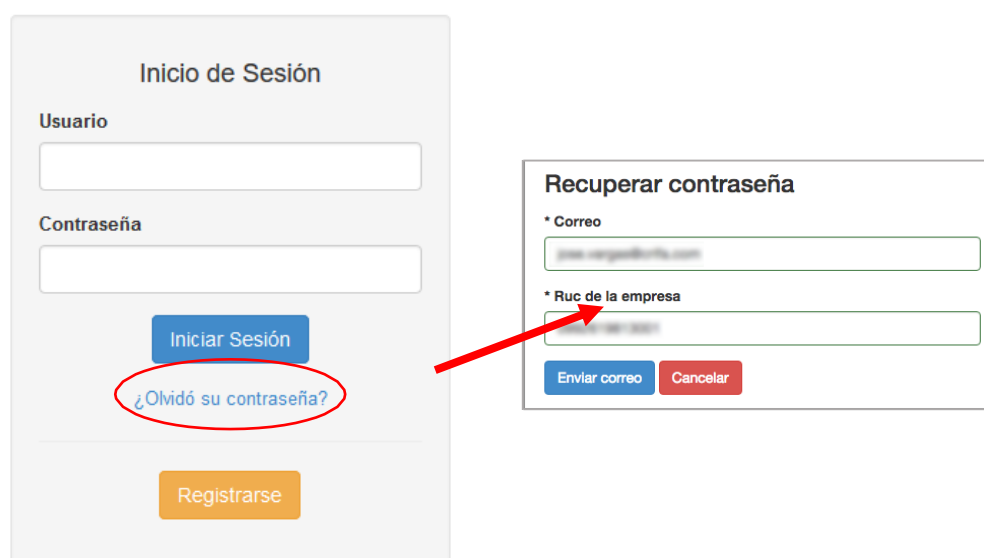 Inicio de Sesión
Usuario
Contraseña
Iniciar Sesión
¿Olvidó su contraseña?
Registrarse
Recuperar contraseña
* Correo
* Ruc de la empresa
Enviar correo
Cancelar